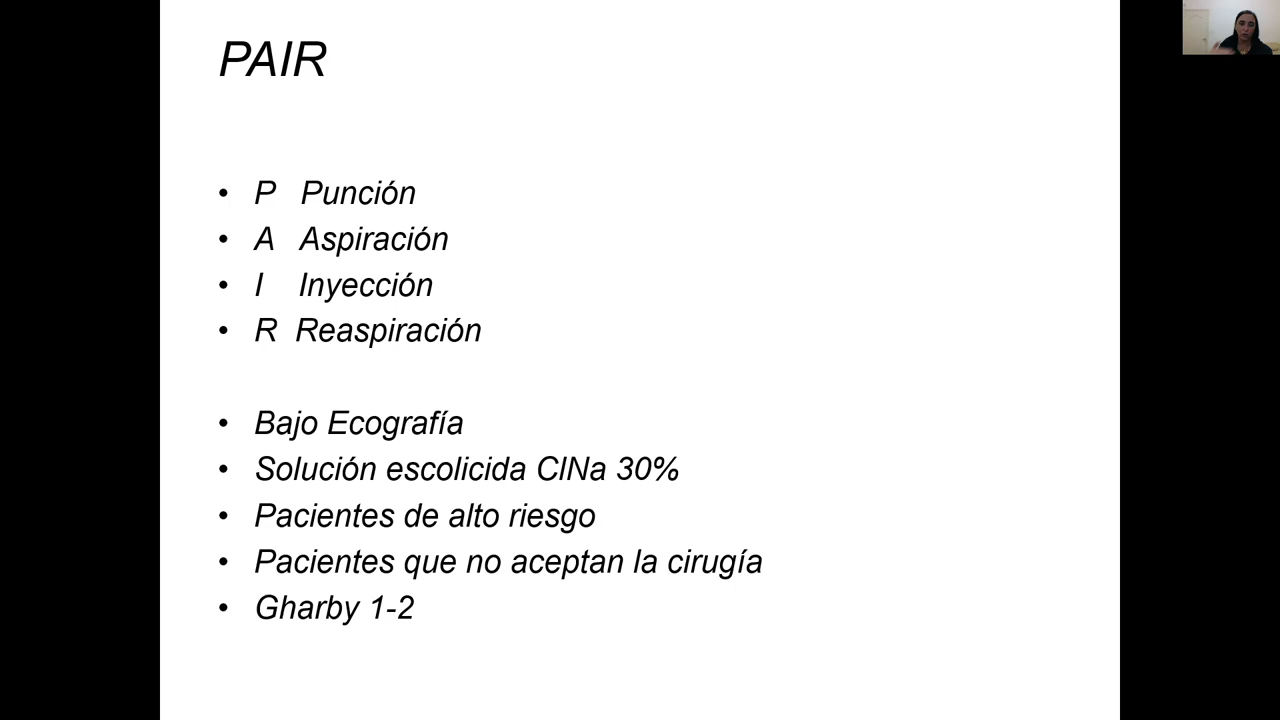 PAIR
• P Punción
• A Aspiración
• I Inyección
• R Reaspiración
• Bajo Ecografía
• Solución escolicida ClNa 30%
• Pacientes de alto riesgo
• Pacientes que no aceptan la cirugía
• Gharby 1-2